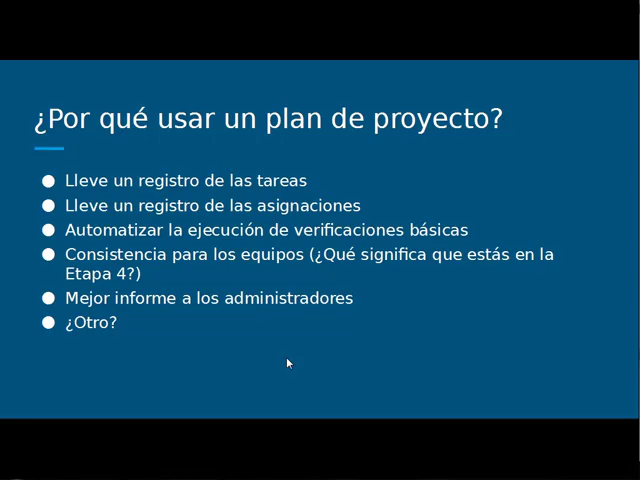 ¿Por qué usar un plan de proyecto?
● Lleve un registro de las tareas
● Lleve un registro de las asignaciones
● Automatizar la ejecución de verificaciones básicas
● Consistencia para los equipos (¿Qué significa que estás en la
Etapa 4?)
● Mejor informe a los administradores
● ¿Otro?